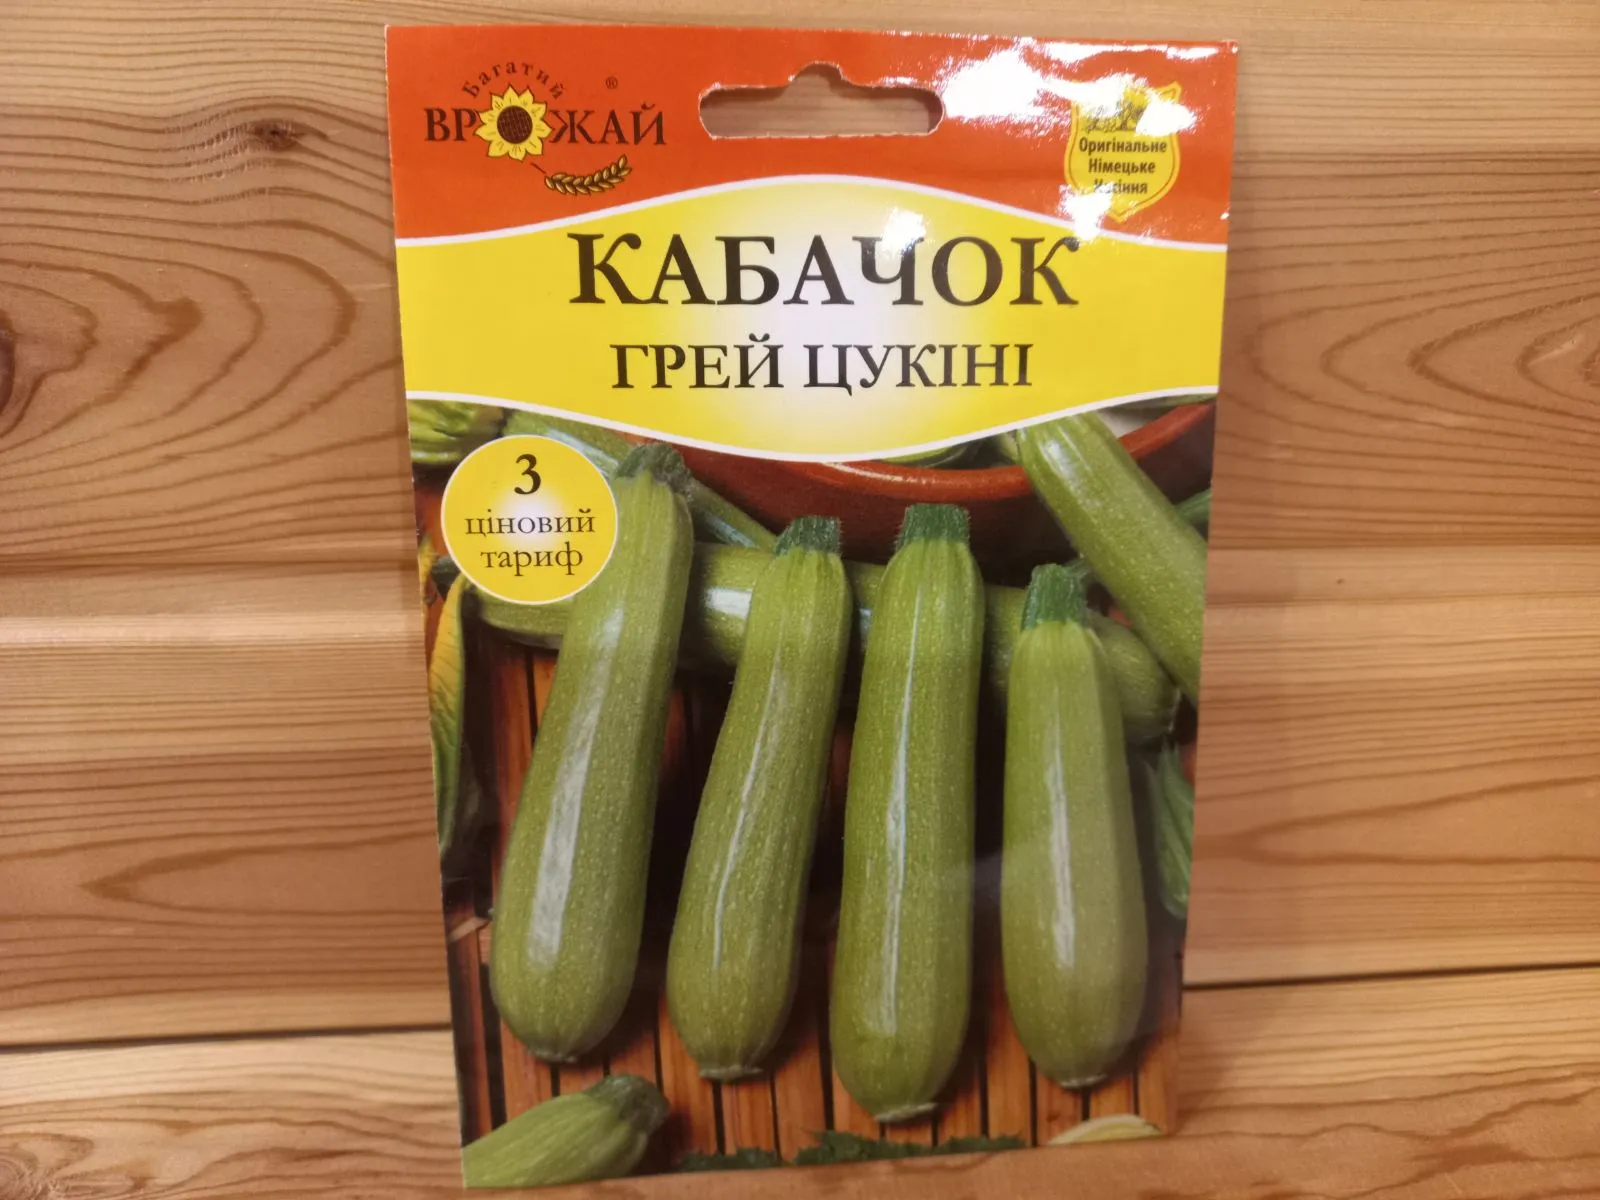 Багатий
ВРОЖАЙ
®
Оригінальне
Німецьке
Насіння
КАБАЧОК
ГРЕЙ ЦУКІНІ
3
ціновий
тариф